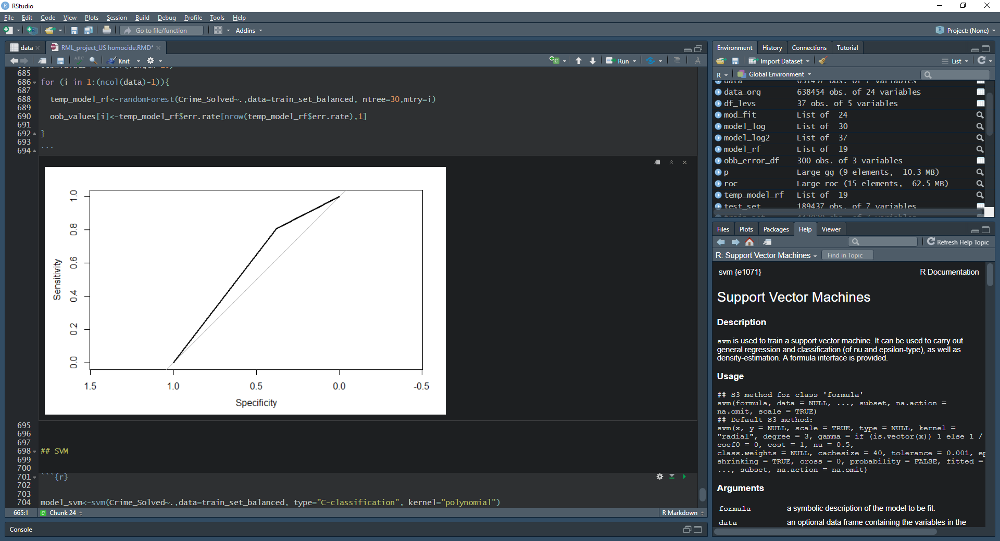 RStudio
File Edit Code View Plots Session Build Debug Profile Tools Help
Go to file/function Addins Project: (None)
data RML_project_US homocide.RMD*
ABC Knit Run
685
686 for (i in 1:(ncol(data)-1)){
687
688 temp_model_rf<-randomForest(Crime_Solved~.,data=train_set_balanced, ntree=30,mtry=i)
689
690 oob_values[i]<-temp_model_rf$err.rate[nrow(temp_model_rf$err.rate),1]
691
692 }
693
694 ```
Sensitivity
1.0
0.8
0.6
0.4
0.2
0.0
1.5 1.0 0.5 0.0 -0.5
Specificity
695
696
697
698 ## SVM
699
700
701 ```{r}
702
703
704 model_svm<-svm(Crime_Solved~.,data=train_set_balanced, type="C-classification", kernel="polynomial")
665:1 C Chunk 24 R Markdown
Console
Environment History Connections Tutorial
Import Dataset List
R Global Environment
data 631437 obs. of 7 variables
data_org 638454 obs. of 24 variables
df_levs 37 obs. of 5 variables
mod_fit List of 24
model_log List of 30
model_log2 List of 37
model_rf List of 19
obb_error_df 300 obs. of 3 variables
p Large gg (9 elements, 10.3 MB)
roc Large roc (15 elements, 62.5 MB)
temp_model_rf List of 19
test_set 189437 obs. of 7 variables
Files Plots Packages Help Viewer
Refresh Help Topic
R: Support Vector Machines Find in Topic
svm {e1071} R Documentation
Support Vector Machines
Description
svm is used to train a support vector machine. It can be used to carry out
general regression and classification (of nu and epsilon-type), as well as
density-estimation. A formula interface is provided.
Usage
## S3 method for class 'formula'
svm(formula, data = NULL, ..., subset, na.action =
na.omit, scale = TRUE)
## Default S3 method:
svm(x, y = NULL, scale = TRUE, type = NULL, kernel =
"radial", degree = 3, gamma = if (is.vector(x)) 1 else 1 /
coef0 = 0, cost = 1, nu = 0.5,
class.weights = NULL, cachesize = 40, tolerance = 0.001, ep
shrinking = TRUE, cross = 0, probability = FALSE, fitted =
..., subset, na.action = na.omit)
Arguments
formula a symbolic description of the model to be fit.
data an optional data frame containing the variables in the